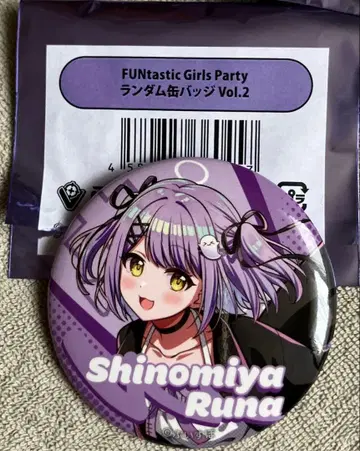 FUNtastic Girls Party
ランダム缶バッジ Vol.2
Shinomiya
Runa